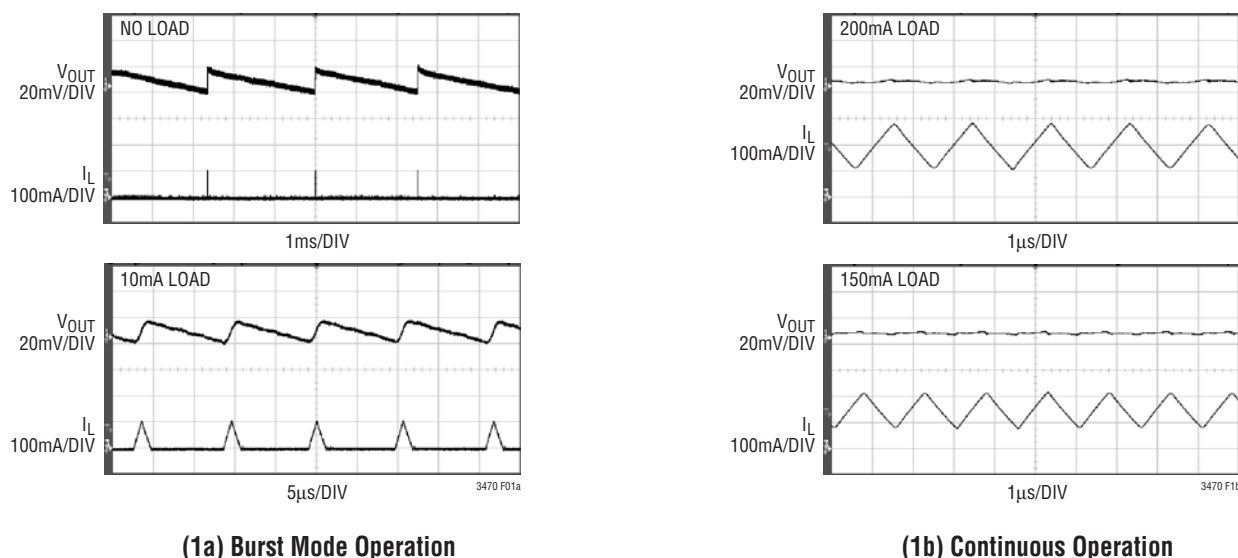 NO LOAD
VOUT
20mV/DIV
IL
100mA/DIV
1ms/DIV
10mA LOAD
VOUT
20mV/DIV
IL
100mA/DIV
5µs/DIV
3470 F01a
(1a) Burst Mode Operation
200mA LOAD
VOUT
20mV/DIV
IL
100mA/DIV
1µs/DIV
150mA LOAD
VOUT
20mV/DIV
IL
100mA/DIV
1µs/DIV
3470 F1b
(1b) Continuous Operation